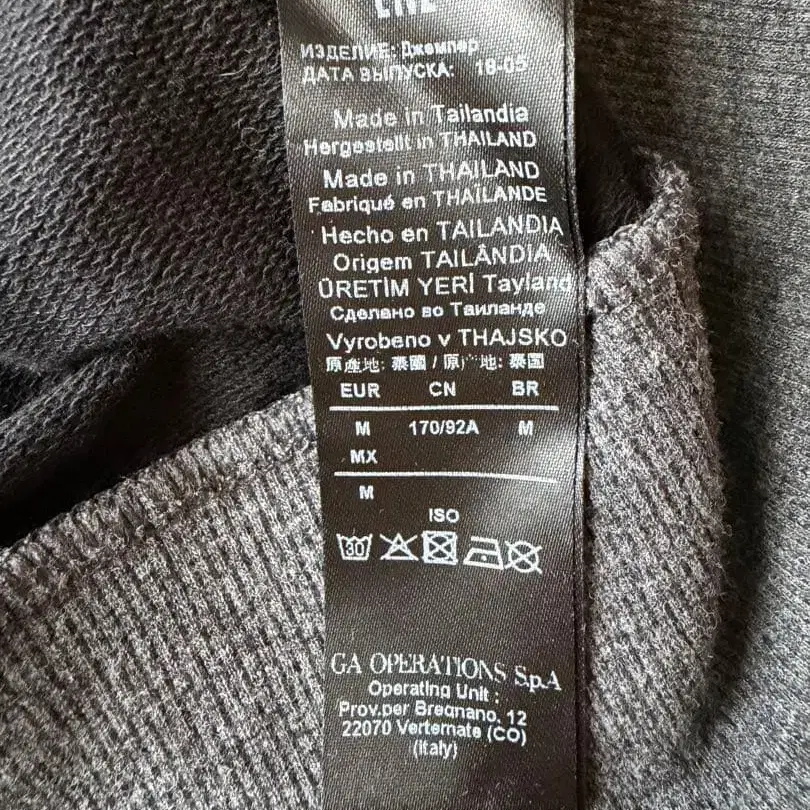 ИЗДЕЛИЕ: Джемпер
ДАТА ВЫПУСКА: 18-05
Made in Tailandia
Hergestellt in THAILAND
Made in THAILAND
Fabriqué en THAÏLANDE
Hecho en TAILANDIA
Origem TAILÂNDIA
ÜRETİM YERİ Tayland
Сделано во Таиланде
Vyrobeno v THAJSKO
原產地: 泰國 / 原产地: 泰国
EUR CN BR
M 170/92A M
MX
M
ISO
30
GA OPERATIONS S.p.A
Operating Unit :
Prov.per Bregnano, 12
22070 Vertemate (CO)
(Italy)